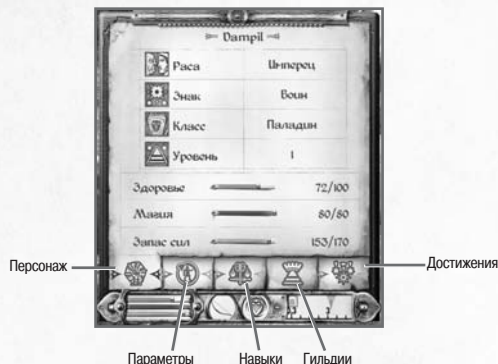 Dampil
Раса Имперец
Знак Воин
Класс Паладин
Уровень 1
Здоровье 72/100
Магия 80/80
Запас сил 153/170
Персонаж
Достижения
Параметры Навыки Гильдии